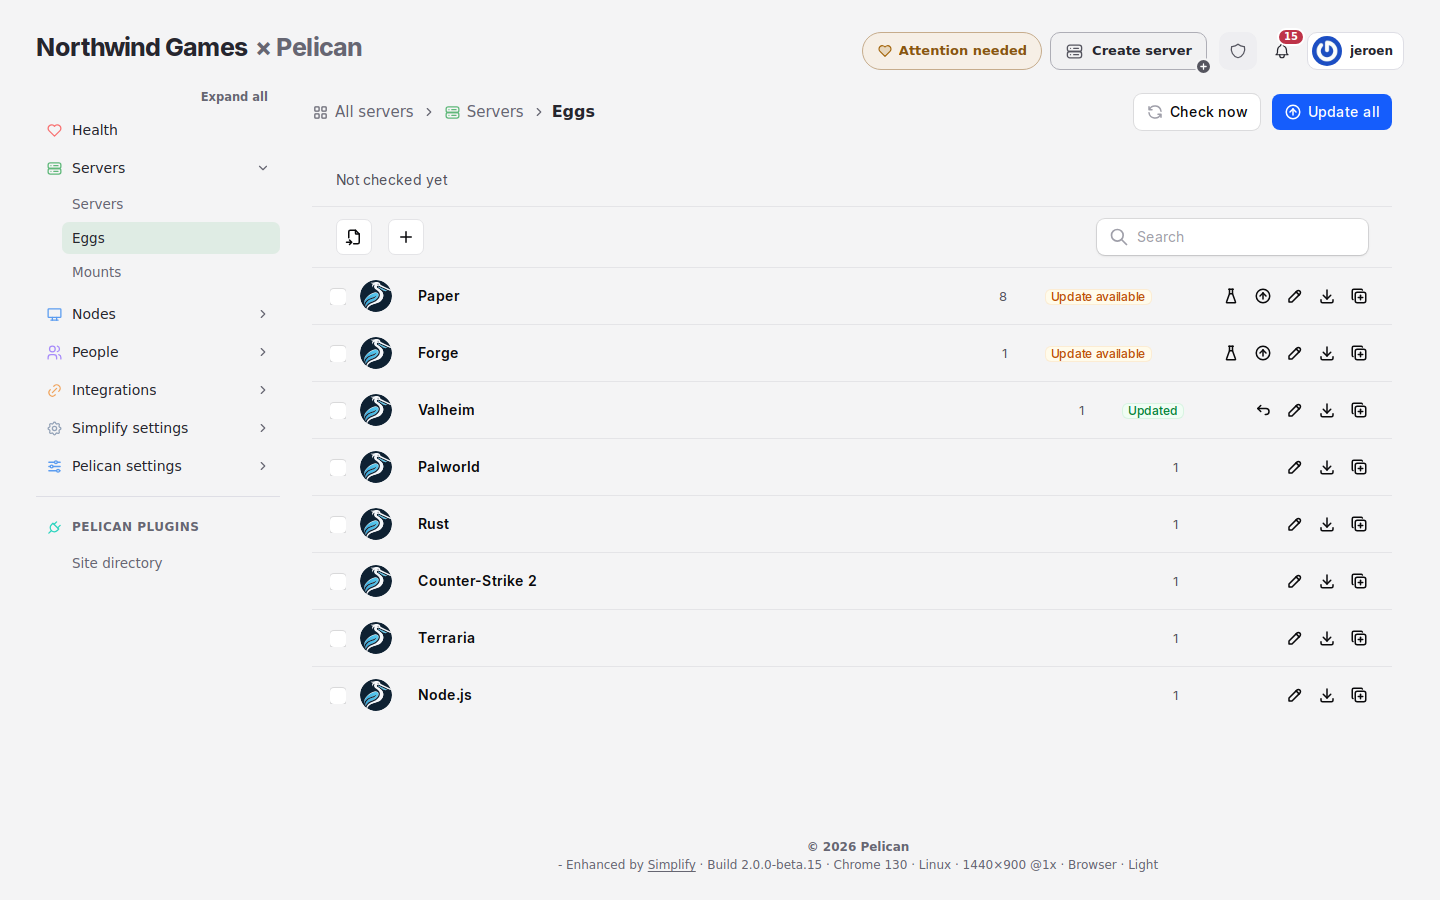 Northwind Games × Pelican
Attention needed
Create server
15
jeroen
Expand all
Health
Servers
Servers
Eggs
Mounts
Nodes
People
Integrations
Simplify settings
Pelican settings
PELICAN PLUGINS
Site directory
All servers > Servers > Eggs
Check now
Update all
Not checked yet
Search
Paper 8 Update available
Forge 1 Update available
Valheim 1 Updated
Palworld 1
Rust 1
Counter-Strike 2 1
Terraria 1
Node.js 1
© 2026 Pelican
- Enhanced by Simplify · Build 2.0.0-beta.15 · Chrome 130 · Linux · 1440×900 @1x · Browser · Light